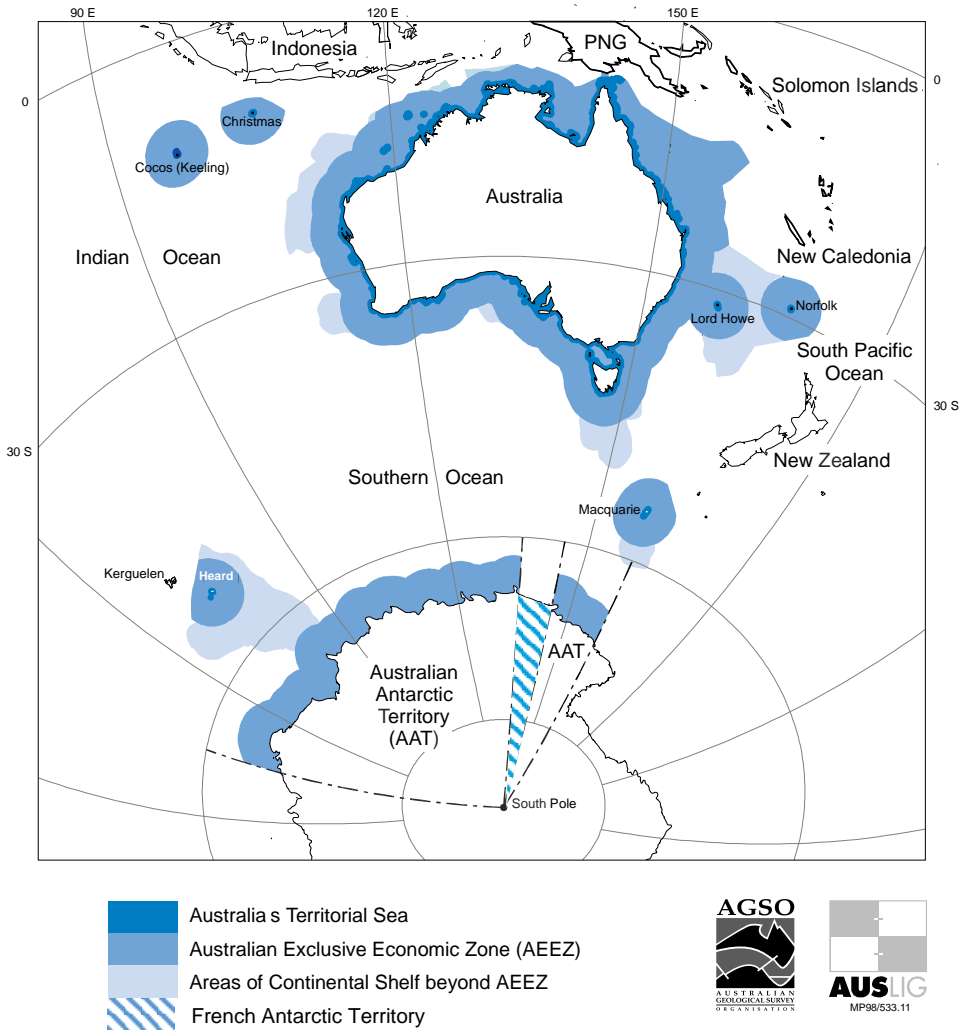 90 E
120 E
150 E
Indonesia
PNG
Solomon Islands
0
0
Christmas
Cocos (Keeling)
Australia
Indian Ocean
New Caledonia
Lord Howe
Norfolk
South Pacific
Ocean
30 S
30 S
New Zealand
Southern Ocean
Macquarie
Kerguelen
Heard
AAT
Australian
Antarctic
Territory
(AAT)
South Pole
Australia s Territorial Sea
Australian Exclusive Economic Zone (AEEZ)
Areas of Continental Shelf beyond AEEZ
French Antarctic Territory
AGSO
AUSTRALIAN
GEOLOGICAL SURVEY
ORGANISATION
AUSLIG
MP98/533.11